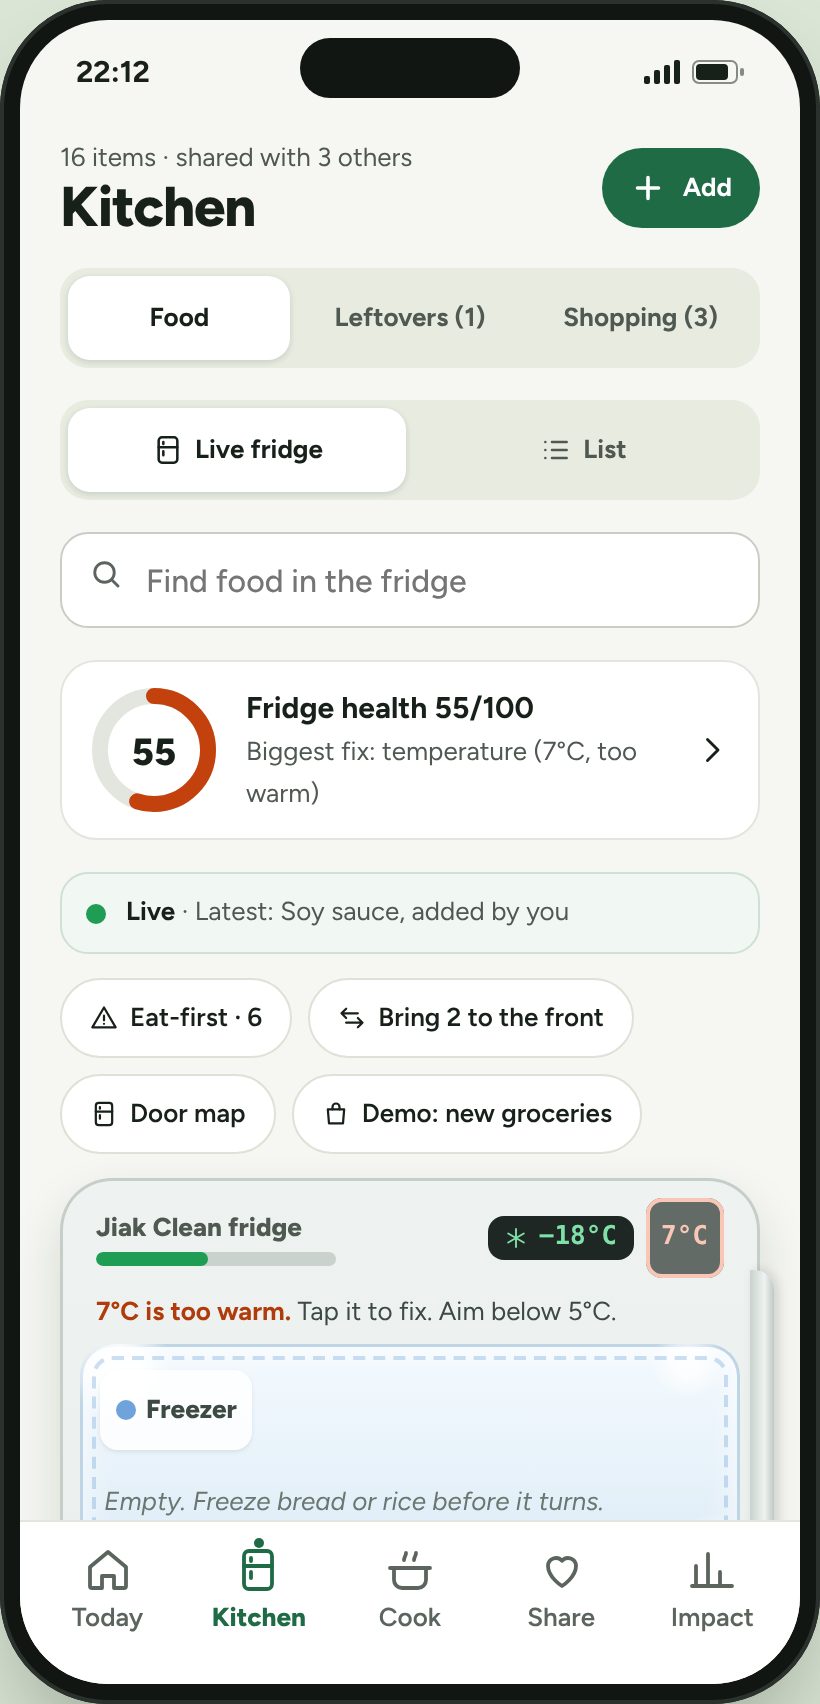 22:12
16 items · shared with 3 others
Kitchen
Add
Food
Leftovers (1)
Shopping (3)
Live fridge
List
Find food in the fridge
55
Fridge health 55/100
Biggest fix: temperature (7°C, too
warm)
Live · Latest: Soy sauce, added by you
Eat-first · 6
Bring 2 to the front
Door map
Demo: new groceries
Jiak Clean fridge
−18°C
7°C
7°C is too warm. Tap it to fix. Aim below 5°C.
Freezer
Empty. Freeze bread or rice before it turns.
Today
Kitchen
Cook
Share
Impact